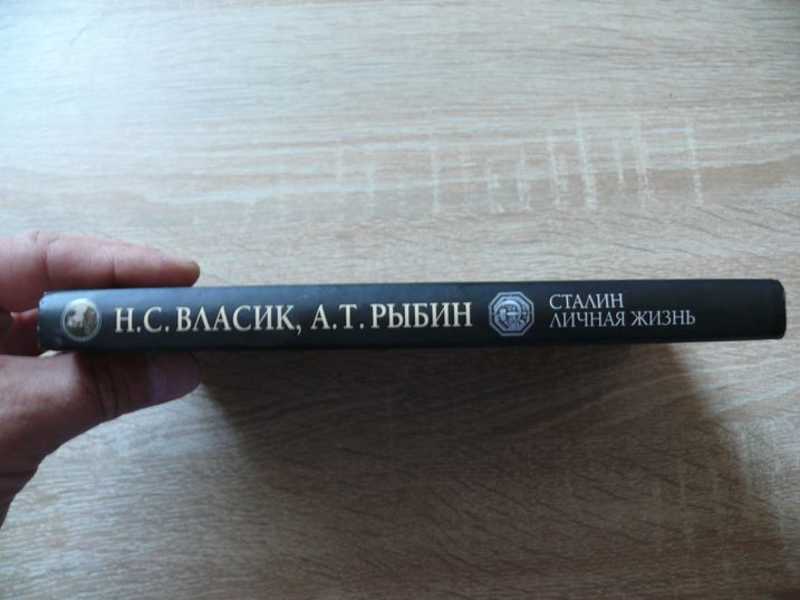 Н.С. ВЛАСИК, А.Т. РЫБИН
СТАЛИН
ЛИЧНАЯ ЖИЗНЬ